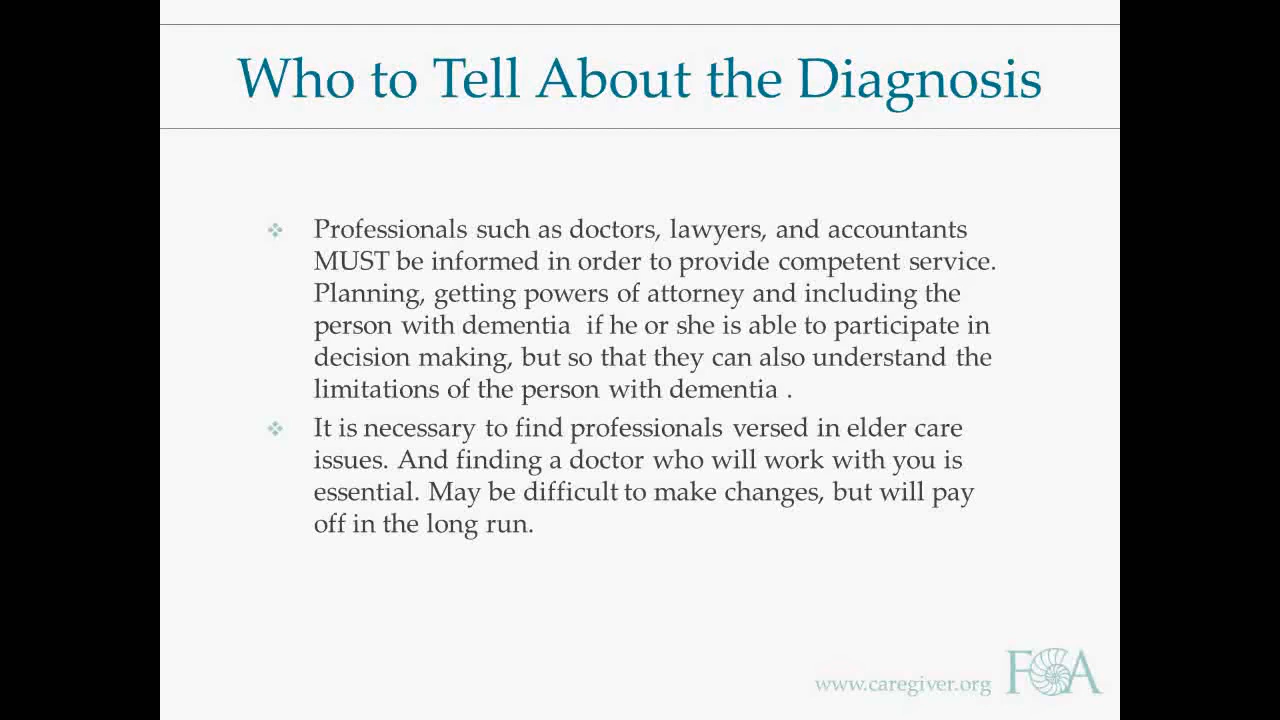 Who to Tell About the Diagnosis
Professionals such as doctors, lawyers, and accountants
MUST be informed in order to provide competent service.
Planning, getting powers of attorney and including the
person with dementia  if he or she is able to participate in
decision making, but so that they can also understand the
limitations of the person with dementia .
It is necessary to find professionals versed in elder care
issues. And finding a doctor who will work with you is
essential. May be difficult to make changes, but will pay
off in the long run.
www.caregiver.org
FCA